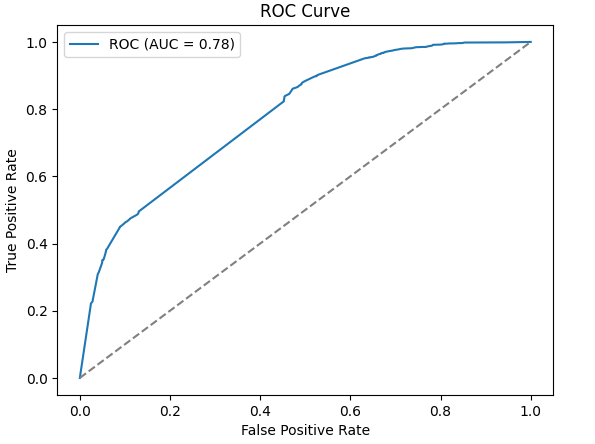 ROC Curve
ROC (AUC = 0.78)
1.0
0.8
0.6
0.4
0.2
0.0
True Positive Rate
0.0 0.2 0.4 0.6 0.8 1.0
False Positive Rate